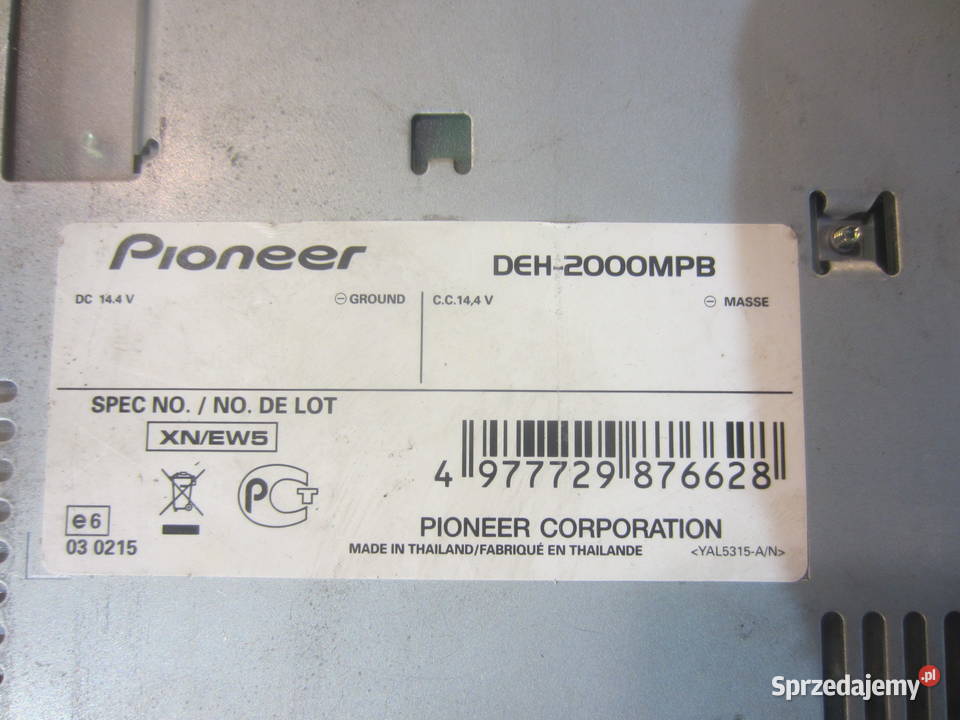 Pioneer
DEH-2000MPB
DC 14.4 V
⊖ GROUND
C.C.14,4 V
⊖ MASSE
SPEC NO. / NO. DE LOT
XN/EW5
4 977729 876628
PCT
e6
03 0215
PIONEER CORPORATION
MADE IN THAILAND/FABRIQUÉ EN THAILANDE
<YAL5315-A/N>
Sprzedajemy.pl